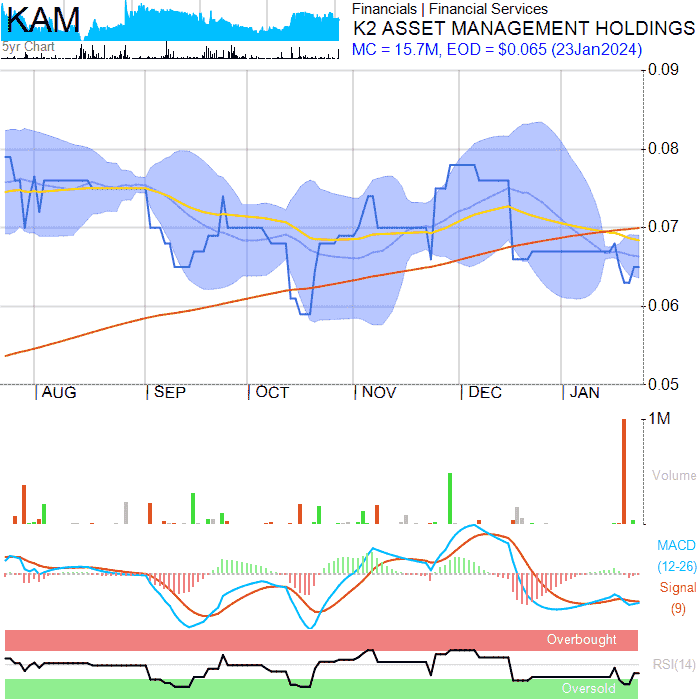 KAM
5yr Chart
Financials | Financial Services
K2 ASSET MANAGEMENT HOLDINGS
MC = 15.7M, EOD = $0.065 (23Jan2024)
0.09
0.08
0.07
0.06
0.05
AUG SEP OCT NOV DEC JAN
1M
Volume
MACD
(12-26)
Signal
(9)
Overbought
RSI(14)
Oversold